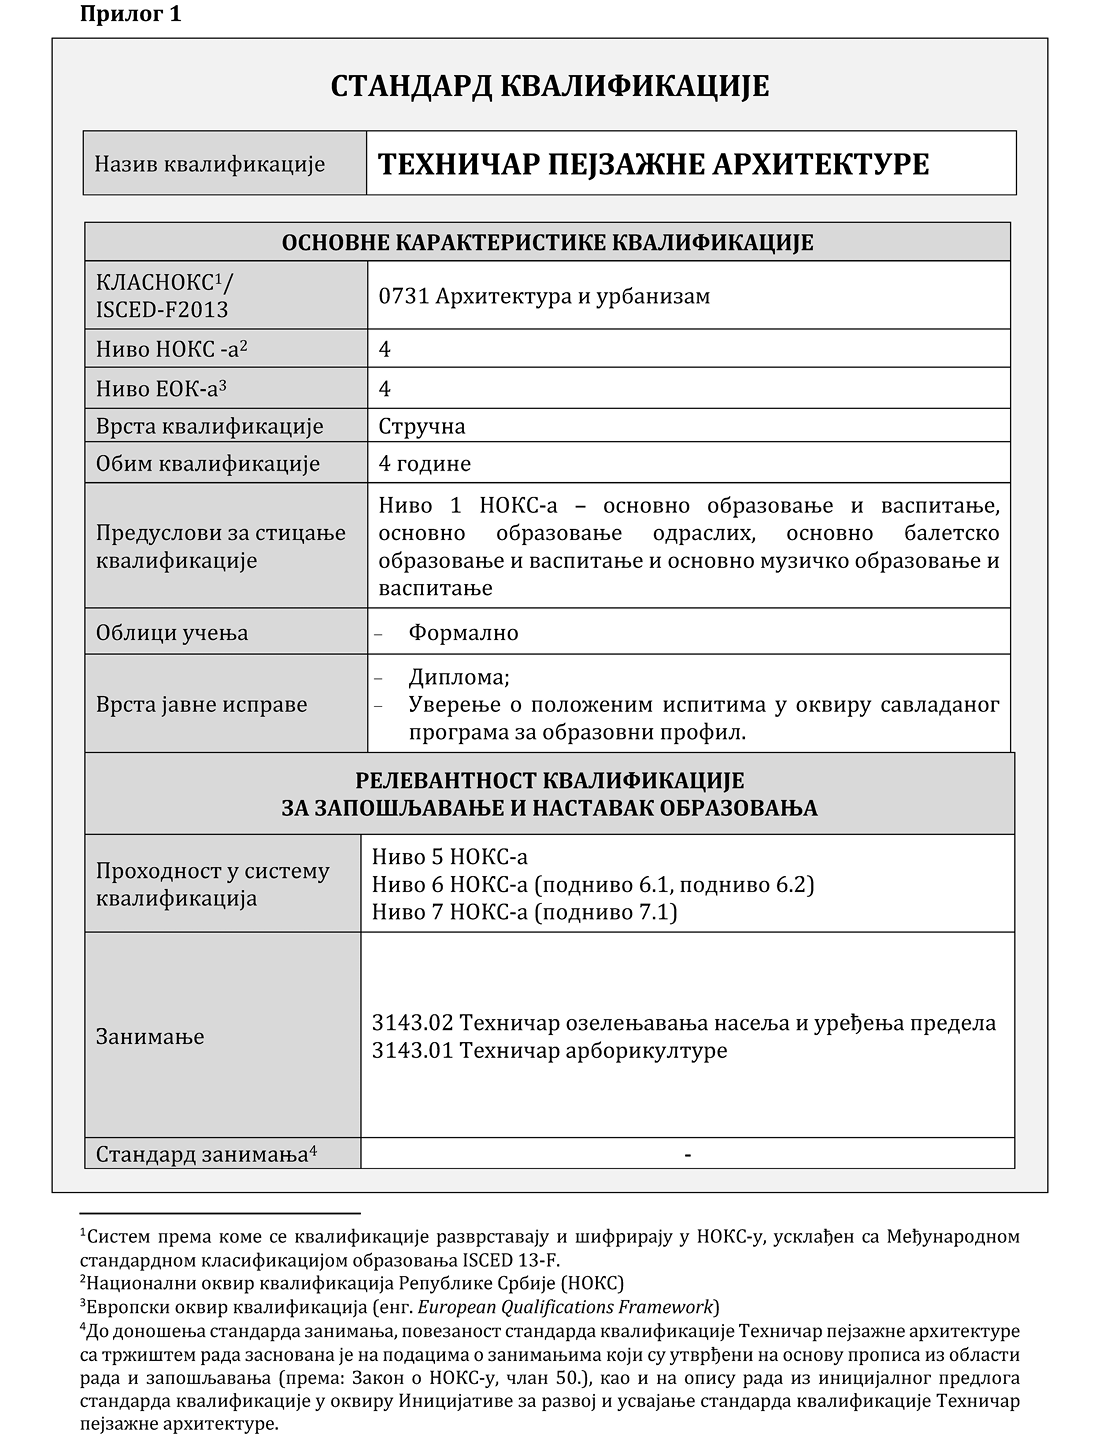 Прилог 1
СТАНДАРД КВАЛИФИКАЦИЈЕ
Назив квалификације
ТЕХНИЧАР ПЕЈЗАЖНЕ АРХИТЕКТУРЕ
ОСНОВНЕ КАРАКТЕРИСТИКЕ КВАЛИФИКАЦИЈЕ
КЛАСНОКС¹/
ISCED-F2013
0731 Архитектура и урбанизам
Ниво НОКС -а²
4
Ниво ЕОК-а³
4
Врста квалификације
Стручна
Обим квалификације
4 године
Предуслови за стицање
квалификације
Ниво 1 НОКС-а – основно образовање и васпитање,
основно образовање одраслих, основно балетско
образовање и васпитање и основно музичко образовање и
васпитање
Облици учења
– Формално
Врста јавне исправе
– Диплома;
– Уверење о положеним испитима у оквиру савладаног
програма за образовни профил.
РЕЛЕВАНТНОСТ КВАЛИФИКАЦИЈЕ
ЗА ЗАПОШЉАВАЊЕ И НАСТАВАК ОБРАЗОВАЊА
Проходност у систему
квалификација
Ниво 5 НОКС-а
Ниво 6 НОКС-а (подниво 6.1, подниво 6.2)
Ниво 7 НОКС-а (подниво 7.1)
Занимање
3143.02 Техничар озелењавања насеља и уређења предела
3143.01 Техничар арборикултуре
Стандард занимања⁴
-
¹Систем према коме се квалификације разврставају и шифрирају у НОКС-у, усклађен са Међународном
стандардном класификацијом образовања ISCED 13-F.
²Национални оквир квалификација Републике Србије (НОКС)
³Европски оквир квалификација (енг. European Qualifications Framework)
⁴До доношења стандарда занимања, повезаност стандарда квалификације Техничар пејзажне архитектуре
са тржиштем рада заснована је на подацима о занимањима који су утврђени на основу прописа из области
рада и запошљавања (према: Закон о НОКС-у, члан 50.), као и на опису рада из иницијалног предлога
стандарда квалификације у оквиру Иницијативе за развој и усвајање стандарда квалификације Техничар
пејзажне архитектуре.